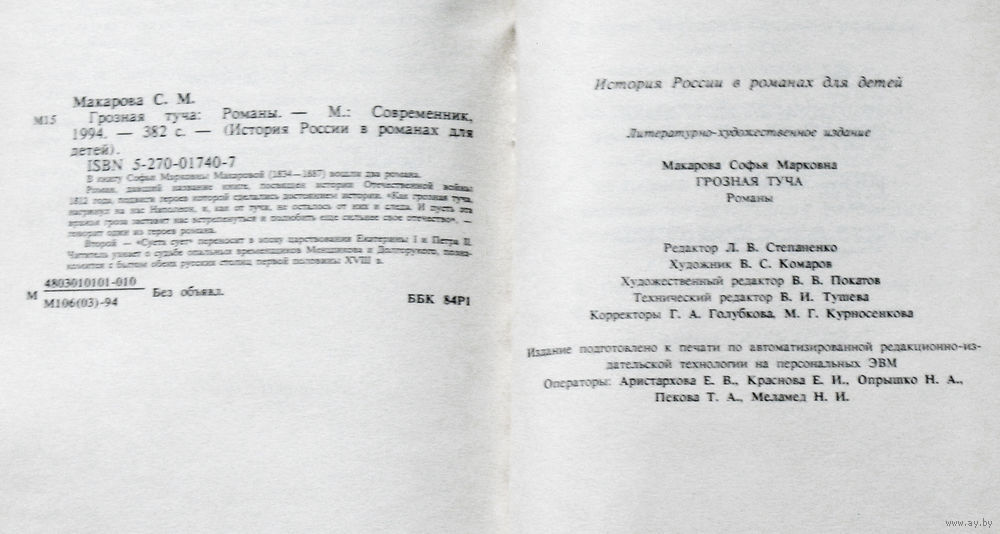 Макарова С. М.
М15 Грозная туча: Романы. — М.: Современник,
1994. — 382 с. — (История России в романах для
детей).
ISBN 5-270-01740-7
В книгу Софьи Марковны Макаровой (1834—1887) вошли два романа.
Роман, давший название книге, посвящен истории Отечественной войны
1812 года, подвиги героев которой сделались достоянием истории. «Как грозная туча,
нагрянул на нас Наполеон, и, как от тучи, не осталось от них и следа. И пусть эта
вражья гроза заставит нас встрепенуться и полюбить еще сильнее свое отечество», —
говорит один из героев романа.
Второй — «Суета сует» переносит в эпоху царствования Екатерины I и Петра II.
Читатель узнает о судьбе опальных временщиков Меншикова и Долгорукого, позна-
комится с бытом обеих русских столиц первой половины XVIII в.
М 4803010101-010
М106(03)-94 Без объявл. ББК 84Р1
История России в романах для детей
Литературно-художественное издание
Макарова Софья Марковна
ГРОЗНАЯ ТУЧА
Романы
Редактор Л. В. Степаненко
Художник В. С. Комаров
Художественный редактор В. В. Покатов
Технический редактор В. И. Тушева
Корректоры Г. А. Голубкова, М. Г. Курносенкова
Издание подготовлено к печати по автоматизированной редакционно-из-
дательской технологии на персональных ЭВМ
Операторы: Аристархова Е. В., Краснова Е. И., Опрышко Н. А.,
Пекова Т. А., Меламед Н. И.
www.ay.by